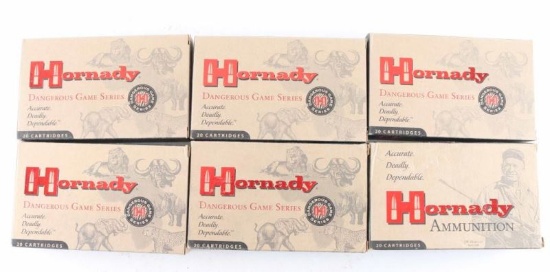 Hornady
DANGEROUS GAME SERIES
Accurate.
Deadly.
Dependable.
20 CARTRIDGES
Hornady
DANGEROUS GAME SERIES
Accurate.
Deadly.
Dependable.
20 CARTRIDGES
Hornady
DANGEROUS GAME SERIES
Accurate.
Deadly.
Dependable.
20 CARTRIDGES
Hornady
DANGEROUS GAME SERIES
Accurate.
Deadly.
Dependable.
20 CARTRIDGES
Hornady
DANGEROUS GAME SERIES
Accurate.
Deadly.
Dependable.
20 CARTRIDGES
Accurate.
Deadly.
Dependable.
Hornady
AMMUNITION
20 CARTRIDGES